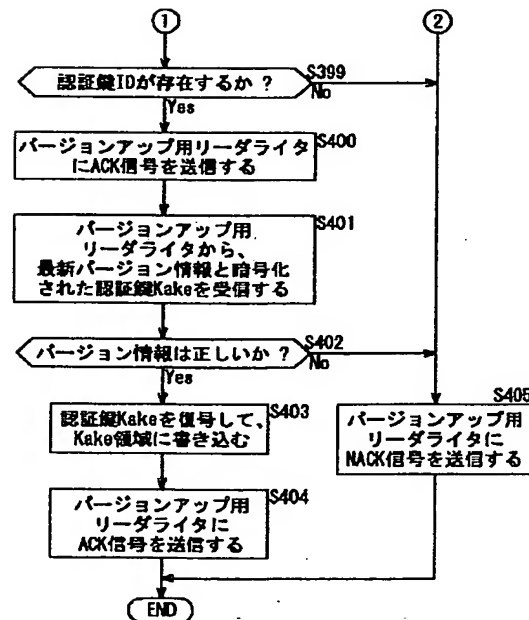 ①
②
認証鍵IDが存在するか ?
S399
No
Yes
バージョンアップ用リーダライタ
にACK信号を送信する
S400
バージョンアップ用
リーダライタから、
最新バージョン情報と暗号化
された認証鍵Kakeを受信する
S401
バージョン情報は正しいか ?
S402
No
Yes
認証鍵Kakeを復号して、
Kake領域に書き込む
S403
S405
バージョンアップ用
リーダライタに
NACK信号を送信する
バージョンアップ用
リーダライタに
ACK信号を送信する
S404
END